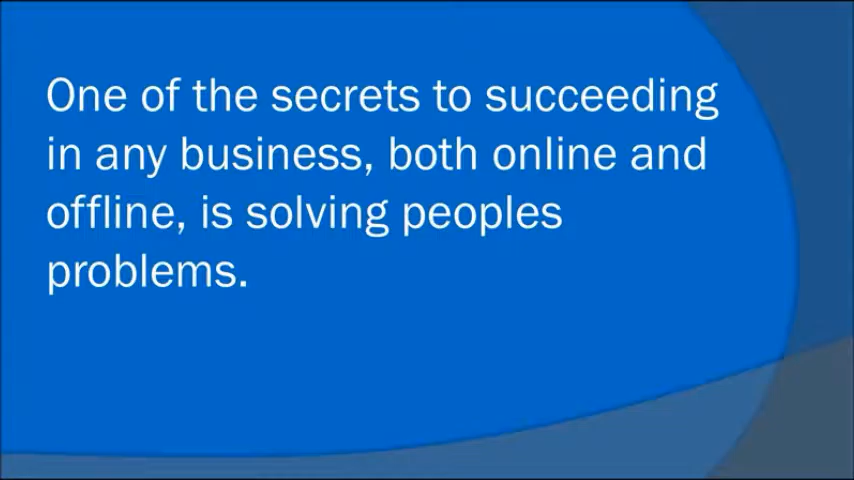 One of the secrets to succeeding
in any business, both online and
offline, is solving peoples
problems.